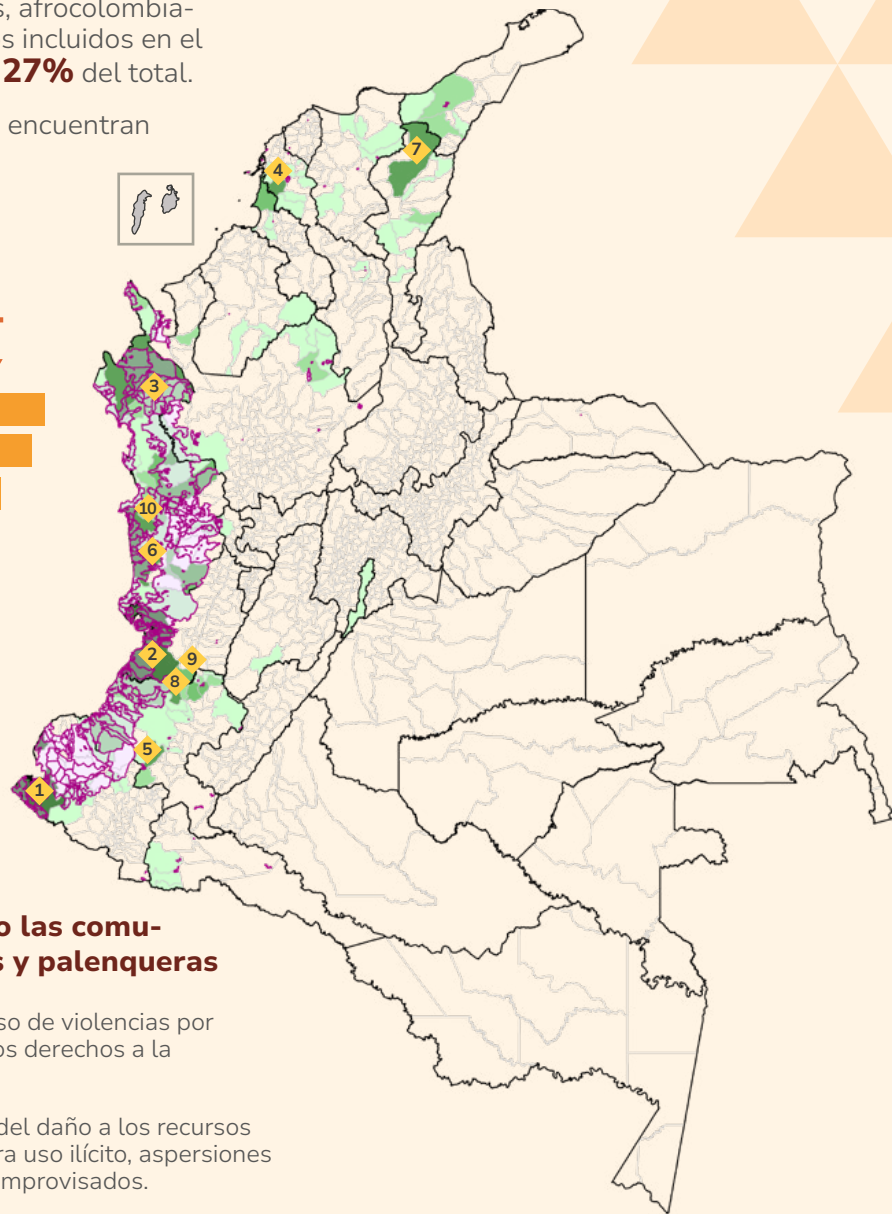 s, afrocolombia-
s incluidos en el
27% del total.
encuentran
7
4
3
10
6
2
9
8
5
1
o las comu-
s y palenqueras
so de violencias por
os derechos a la
del daño a los recursos
ra uso ilícito, aspersiones
improvisados.